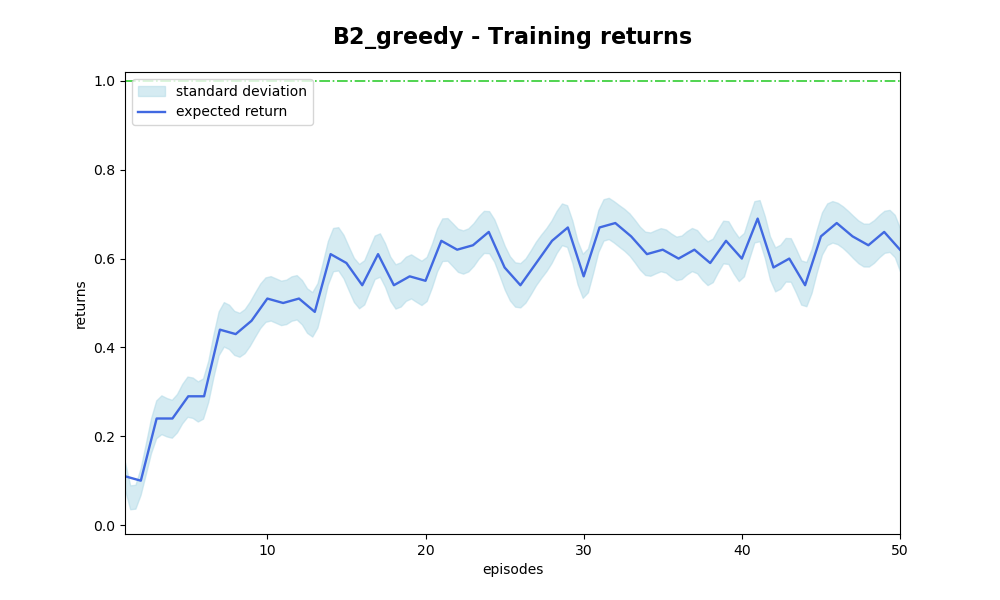 B2_greedy - Training returns
standard deviation
expected return
1.0
0.8
0.6
0.4
0.2
0.0
returns
10 20 30 40 50
episodes